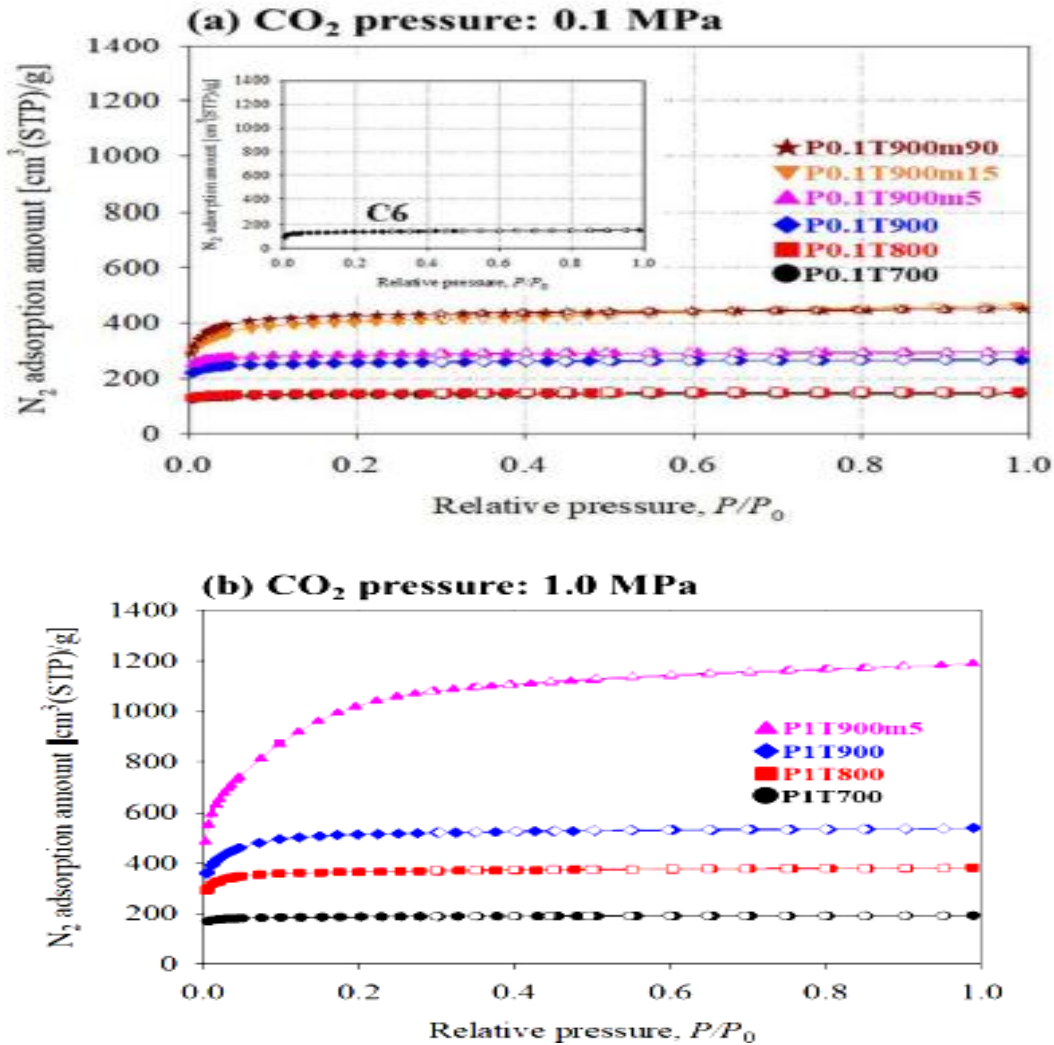 (a) CO₂ pressure: 0.1 MPa
N₂ adsorption amount [cm³(STP)/g]
1400
1200
1000
800
600
400
200
0
0.0 0.2 0.4 0.6 0.8 1.0
Relative pressure, P/P₀
N₂ adsorption amount [cm³(STP)/g]
1400
1200
1000
800
600
400
200
0
C6
0.0 0.2 0.4 0.6 0.8 1.0
Relative pressure, P/P₀
P0.1T900m90
P0.1T900m15
P0.1T900m5
P0.1T900
P0.1T800
P0.1T700
(b) CO₂ pressure: 1.0 MPa
N₂ adsorption amount [cm³(STP)/g]
1400
1200
1000
800
600
400
200
0
P1T900m5
P1T900
P1T800
P1T700
0.0 0.2 0.4 0.6 0.8 1.0
Relative pressure, P/P₀